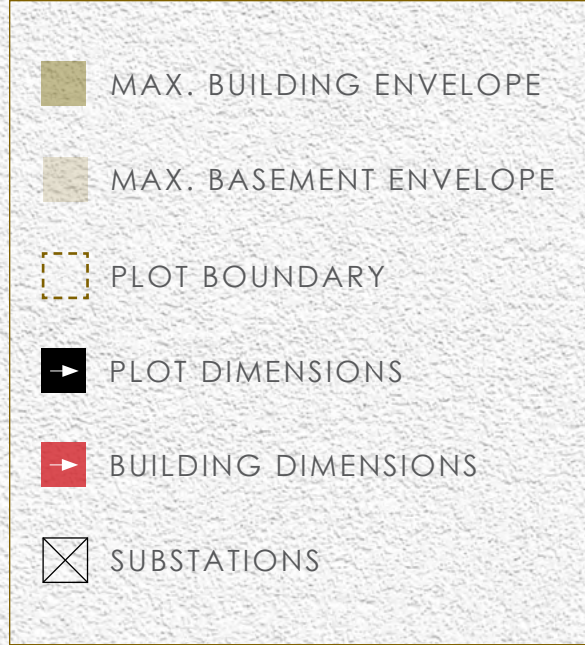 MAX. BUILDING ENVELOPE
MAX. BASEMENT ENVELOPE
PLOT BOUNDARY
PLOT DIMENSIONS
BUILDING DIMENSIONS
SUBSTATIONS